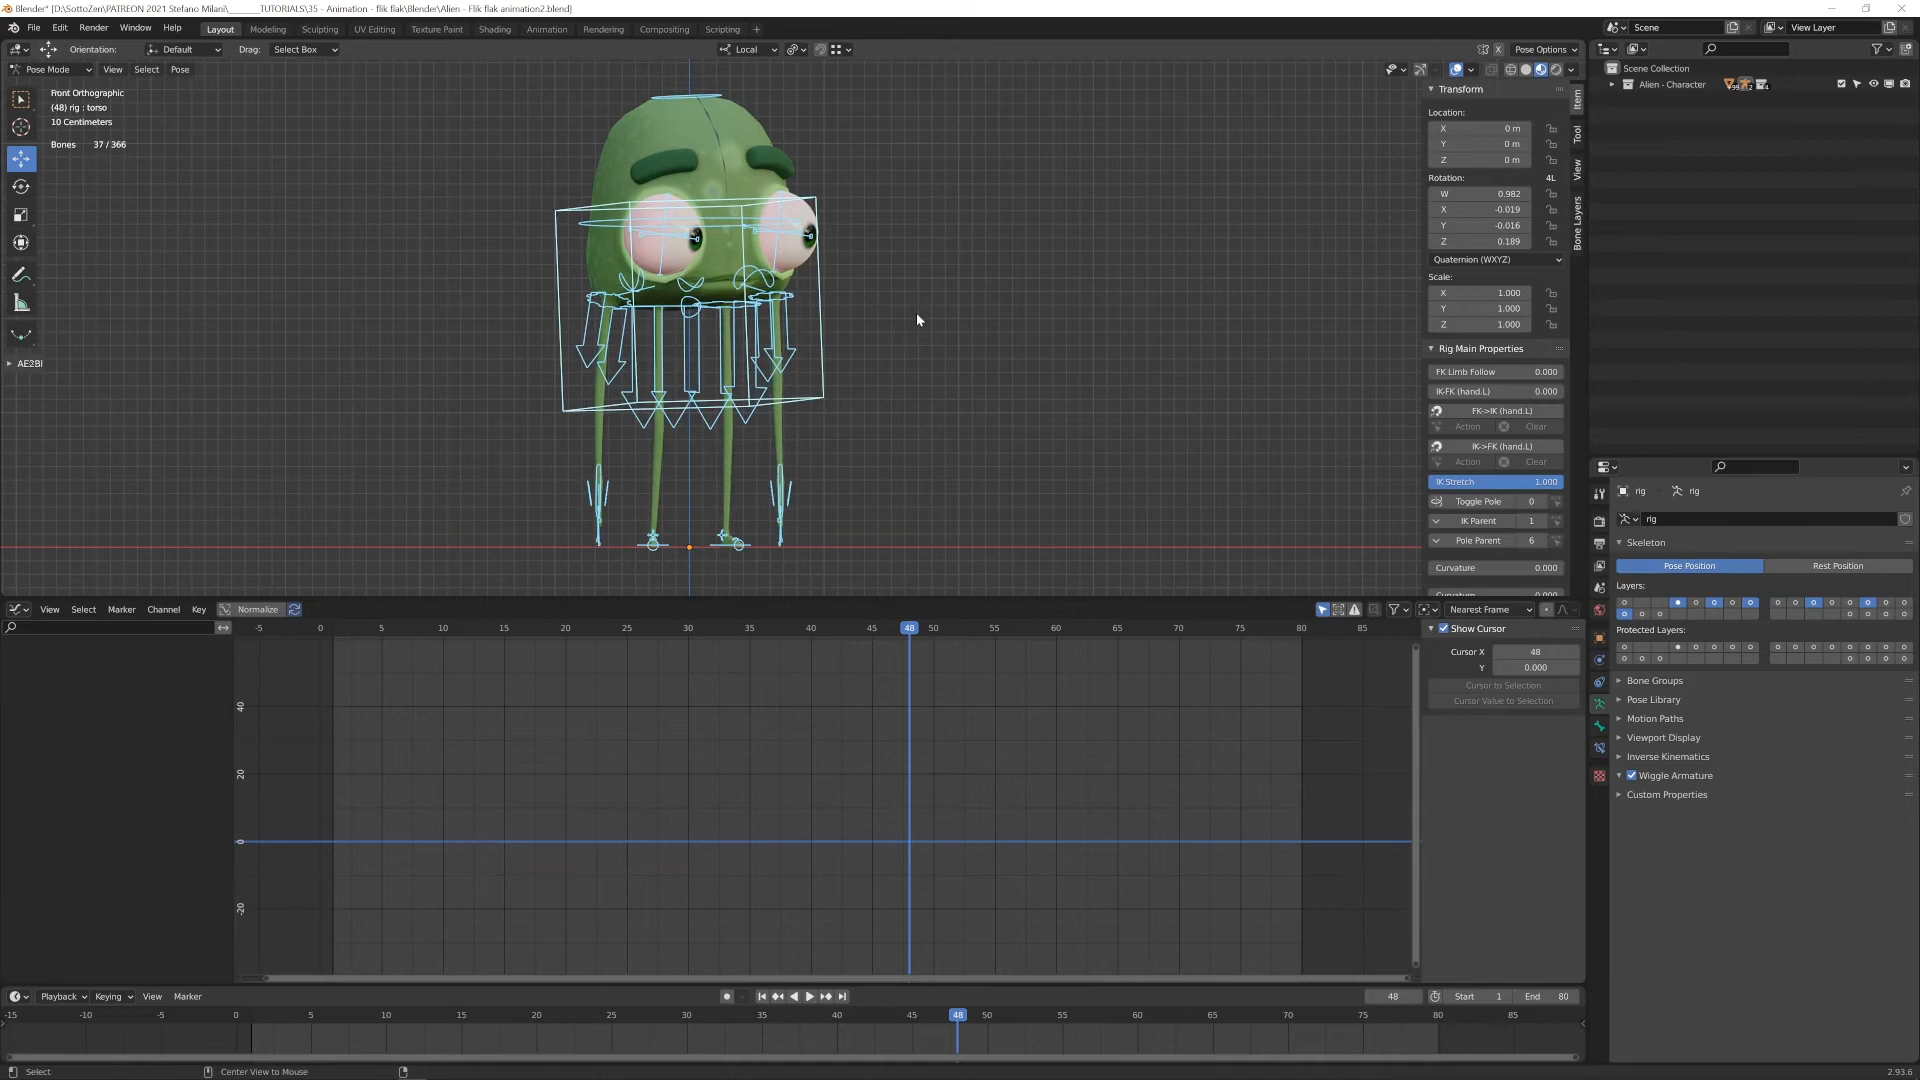 Blender* [D:\SottoZen\PATREON 2021 Stefano Milani\_______TUTORIALS\35 - Animation - flik flak\Blender\Alien - Flik flak animation2.blend]
File Edit Render Window Help Layout Modeling Sculpting UV Editing Texture Paint Shading Animation Rendering Compositing Scripting + Scene View Layer
Orientation: Default Drag: Select Box Local X Pose Options
Pose Mode View Select Pose
Front Orthographic
(48) rig : torso
10 Centimeters
Bones 37 / 366
AE2BI
Transform
Location:
X 0 m
Y 0 m
Z 0 m
Rotation: 4L
W 0.982
X -0.019
Y -0.016
Z 0.189
Quaternion (WXYZ)
Scale:
X 1.000
Y 1.000
Z 1.000
Rig Main Properties
FK Limb Follow 0.000
IK-FK (hand.L) 0.000
FK->IK (hand.L)
Action Clear
IK->FK (hand.L)
Action Clear
IK Stretch 1.000
Toggle Pole 0
IK Parent 1
Pole Parent 6
Curvature 0.000
Item
Tool
View
Bone Layers
Scene Collection
Alien - Character
rig rig
rig
Skeleton
Pose Position Rest Position
Layers:
Protected Layers:
Bone Groups
Pose Library
Motion Paths
Viewport Display
Inverse Kinematics
Wiggle Armature
Custom Properties
View Select Marker Channel Key Normalize Nearest Frame
-5 0 5 10 15 20 25 30 35 40 45 48 50 55 60 65 70 75 80 85
40
20
0
-20
Show Cursor
Cursor X 48
Y 0.000
Cursor to Selection
Cursor Value to Selection
Playback Keying View Marker 48 Start 1 End 80
-15 -10 -5 0 5 10 15 20 25 30 35 40 45 48 50 55 60 65 70 75 80 85
Select Center View to Mouse 2.93.6